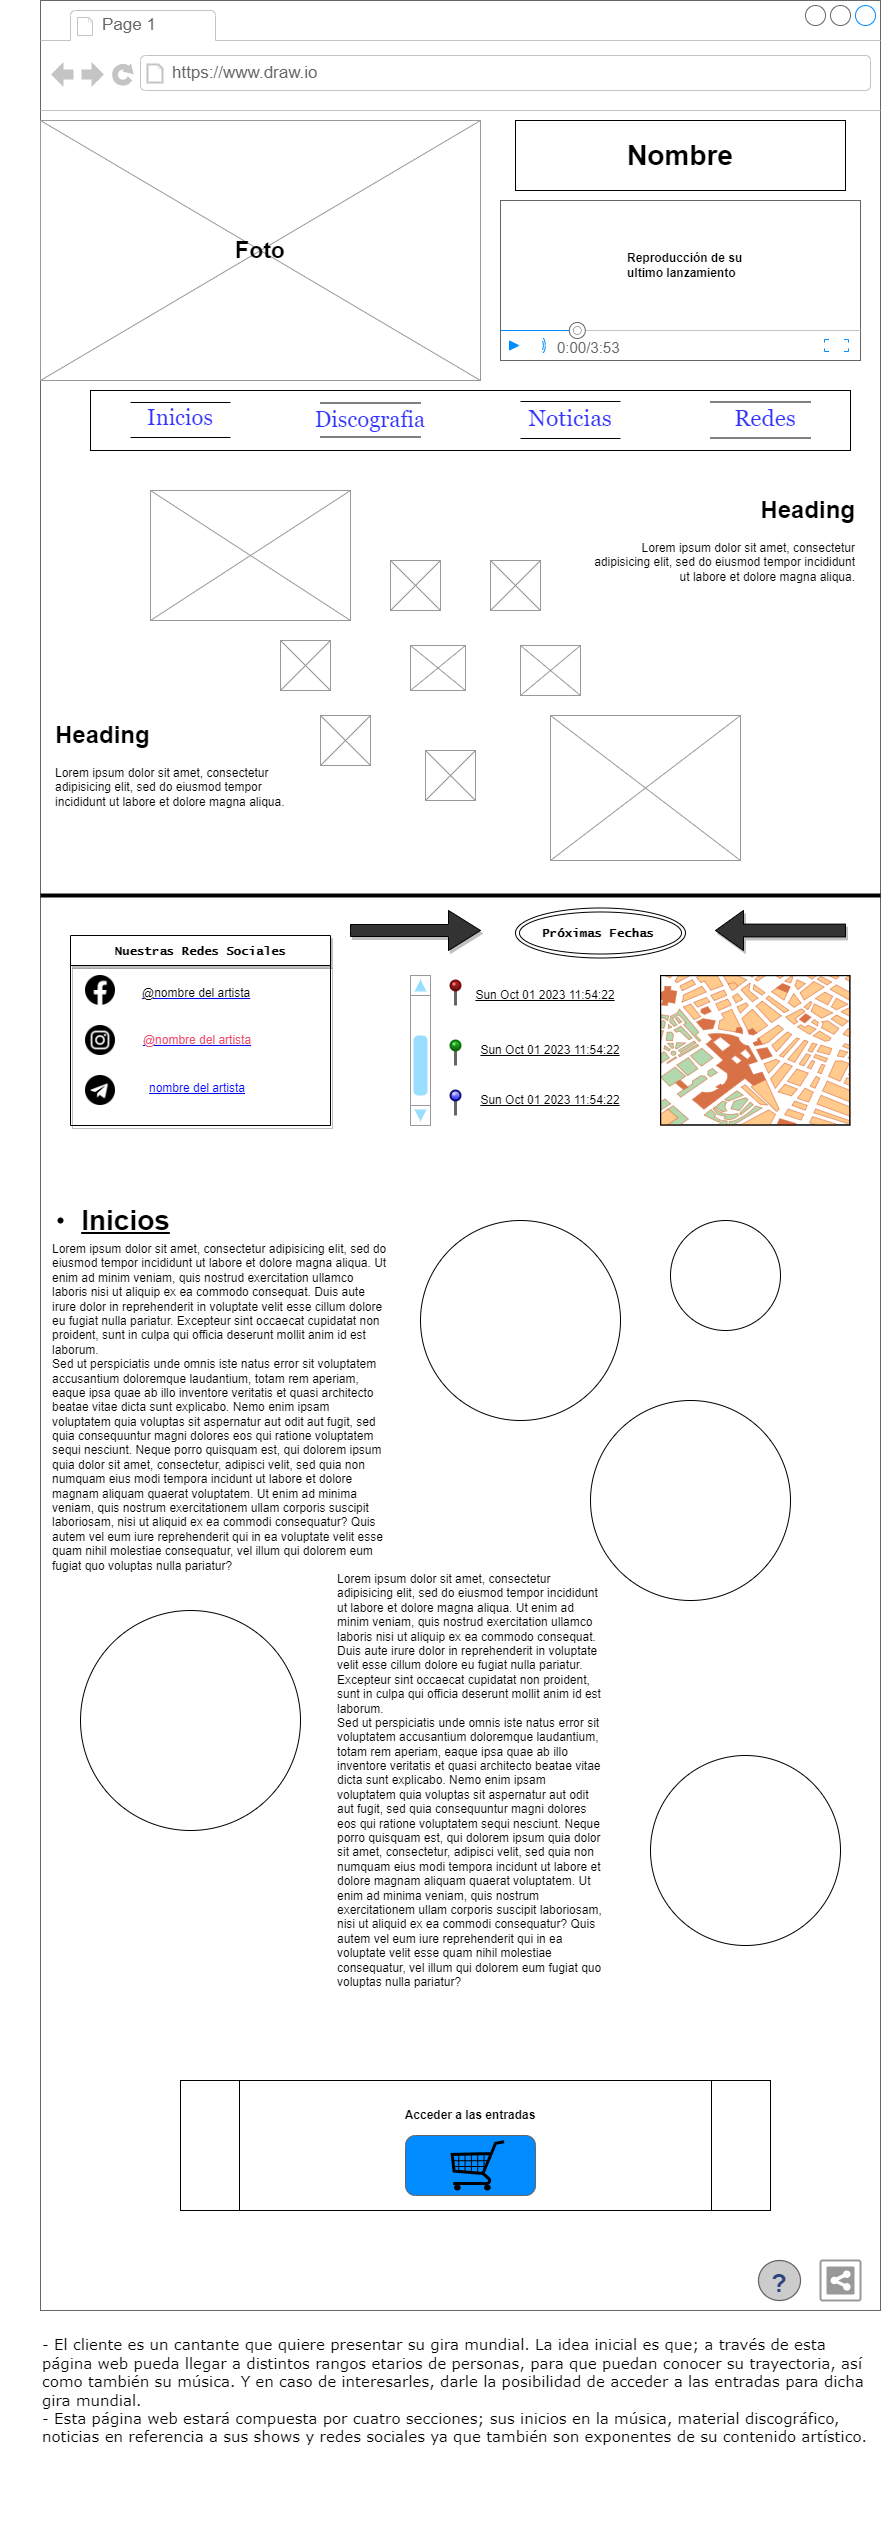 Page 1
https://www.draw.io
Nombre
Foto
Reproducción de su
ultimo lanzamiento
0:00/3:53
Inicios
Discografia
Noticias
Redes
Heading
Lorem ipsum dolor sit amet, consectetur
adipisicing elit, sed do eiusmod tempor incididunt
ut labore et dolore magna aliqua.
Heading
Lorem ipsum dolor sit amet, consectetur
adipisicing elit, sed do eiusmod tempor
incididunt ut labore et dolore magna aliqua.
Nuestras Redes Sociales
@nombre del artista
@nombre del artista
nombre del artista
Próximas Fechas
Sun Oct 01 2023 11:54:22
Sun Oct 01 2023 11:54:22
Sun Oct 01 2023 11:54:22
• Inicios
Lorem ipsum dolor sit amet, consectetur adipisicing elit, sed do
eiusmod tempor incididunt ut labore et dolore magna aliqua. Ut
enim ad minim veniam, quis nostrud exercitation ullamco
laboris nisi ut aliquip ex ea commodo consequat. Duis aute
irure dolor in reprehenderit in voluptate velit esse cillum dolore
eu fugiat nulla pariatur. Excepteur sint occaecat cupidatat non
proident, sunt in culpa qui officia deserunt mollit anim id est
laborum.
Sed ut perspiciatis unde omnis iste natus error sit voluptatem
accusantium doloremque laudantium, totam rem aperiam,
eaque ipsa quae ab illo inventore veritatis et quasi architecto
beatae vitae dicta sunt explicabo. Nemo enim ipsam
voluptatem quia voluptas sit aspernatur aut odit aut fugit, sed
quia consequuntur magni dolores eos qui ratione voluptatem
sequi nesciunt. Neque porro quisquam est, qui dolorem ipsum
quia dolor sit amet, consectetur, adipisci velit, sed quia non
numquam eius modi tempora incidunt ut labore et dolore
magnam aliquam quaerat voluptatem. Ut enim ad minima
veniam, quis nostrum exercitationem ullam corporis suscipit
laboriosam, nisi ut aliquid ex ea commodi consequatur? Quis
autem vel eum iure reprehenderit qui in ea voluptate velit esse
quam nihil molestiae consequatur, vel illum qui dolorem eum
fugiat quo voluptas nulla pariatur?
Lorem ipsum dolor sit amet, consectetur
adipisicing elit, sed do eiusmod tempor incididunt
ut labore et dolore magna aliqua. Ut enim ad
minim veniam, quis nostrud exercitation ullamco
laboris nisi ut aliquip ex ea commodo consequat.
Duis aute irure dolor in reprehenderit in voluptate
velit esse cillum dolore eu fugiat nulla pariatur.
Excepteur sint occaecat cupidatat non proident,
sunt in culpa qui officia deserunt mollit anim id est
laborum.
Sed ut perspiciatis unde omnis iste natus error sit
voluptatem accusantium doloremque laudantium,
totam rem aperiam, eaque ipsa quae ab illo
inventore veritatis et quasi architecto beatae vitae
dicta sunt explicabo. Nemo enim ipsam
voluptatem quia voluptas sit aspernatur aut odit
aut fugit, sed quia consequuntur magni dolores
eos qui ratione voluptatem sequi nesciunt. Neque
porro quisquam est, qui dolorem ipsum quia dolor
sit amet, consectetur, adipisci velit, sed quia non
numquam eius modi tempora incidunt ut labore et
dolore magnam aliquam quaerat voluptatem. Ut
enim ad minima veniam, quis nostrum
exercitationem ullam corporis suscipit laboriosam,
nisi ut aliquid ex ea commodi consequatur? Quis
autem vel eum iure reprehenderit qui in ea
voluptate velit esse quam nihil molestiae
consequatur, vel illum qui dolorem eum fugiat quo
voluptas nulla pariatur?
Acceder a las entradas
?
- El cliente es un cantante que quiere presentar su gira mundial. La idea inicial es que; a través de esta
página web pueda llegar a distintos rangos etarios de personas, para que puedan conocer su trayectoria, así
como también su música. Y en caso de interesarles, darle la posibilidad de acceder a las entradas para dicha
gira mundial.
- Esta página web estará compuesta por cuatro secciones; sus inicios en la música, material discográfico,
noticias en referencia a sus shows y redes sociales ya que también son exponentes de su contenido artístico.